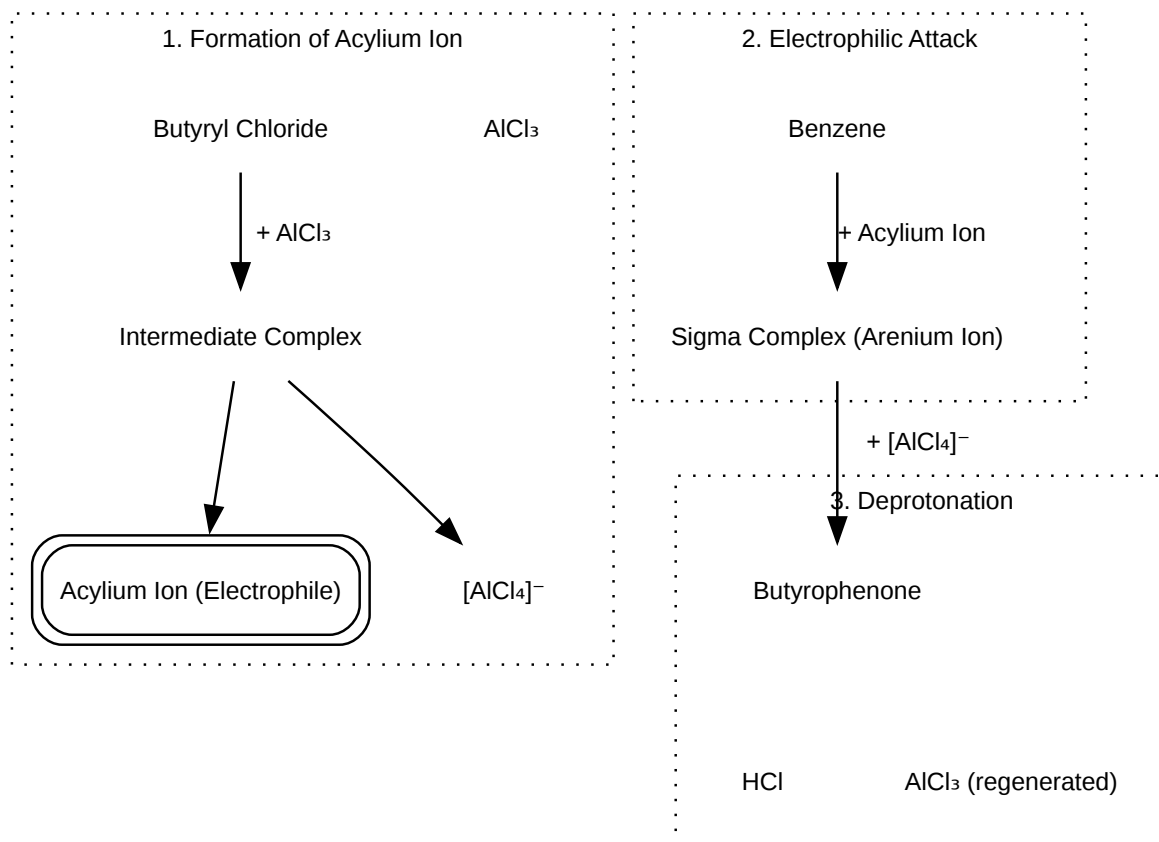 1. Formation of Acylium Ion
Butyryl Chloride
AlCl₃
+ AlCl₃
Intermediate Complex
Acylium Ion (Electrophile)
[AlCl₄]⁻
2. Electrophilic Attack
Benzene
+ Acylium Ion
Sigma Complex (Arenium Ion)
+ [AlCl₄]⁻
3. Deprotonation
Butyrophenone
HCl
AlCl₃ (regenerated)